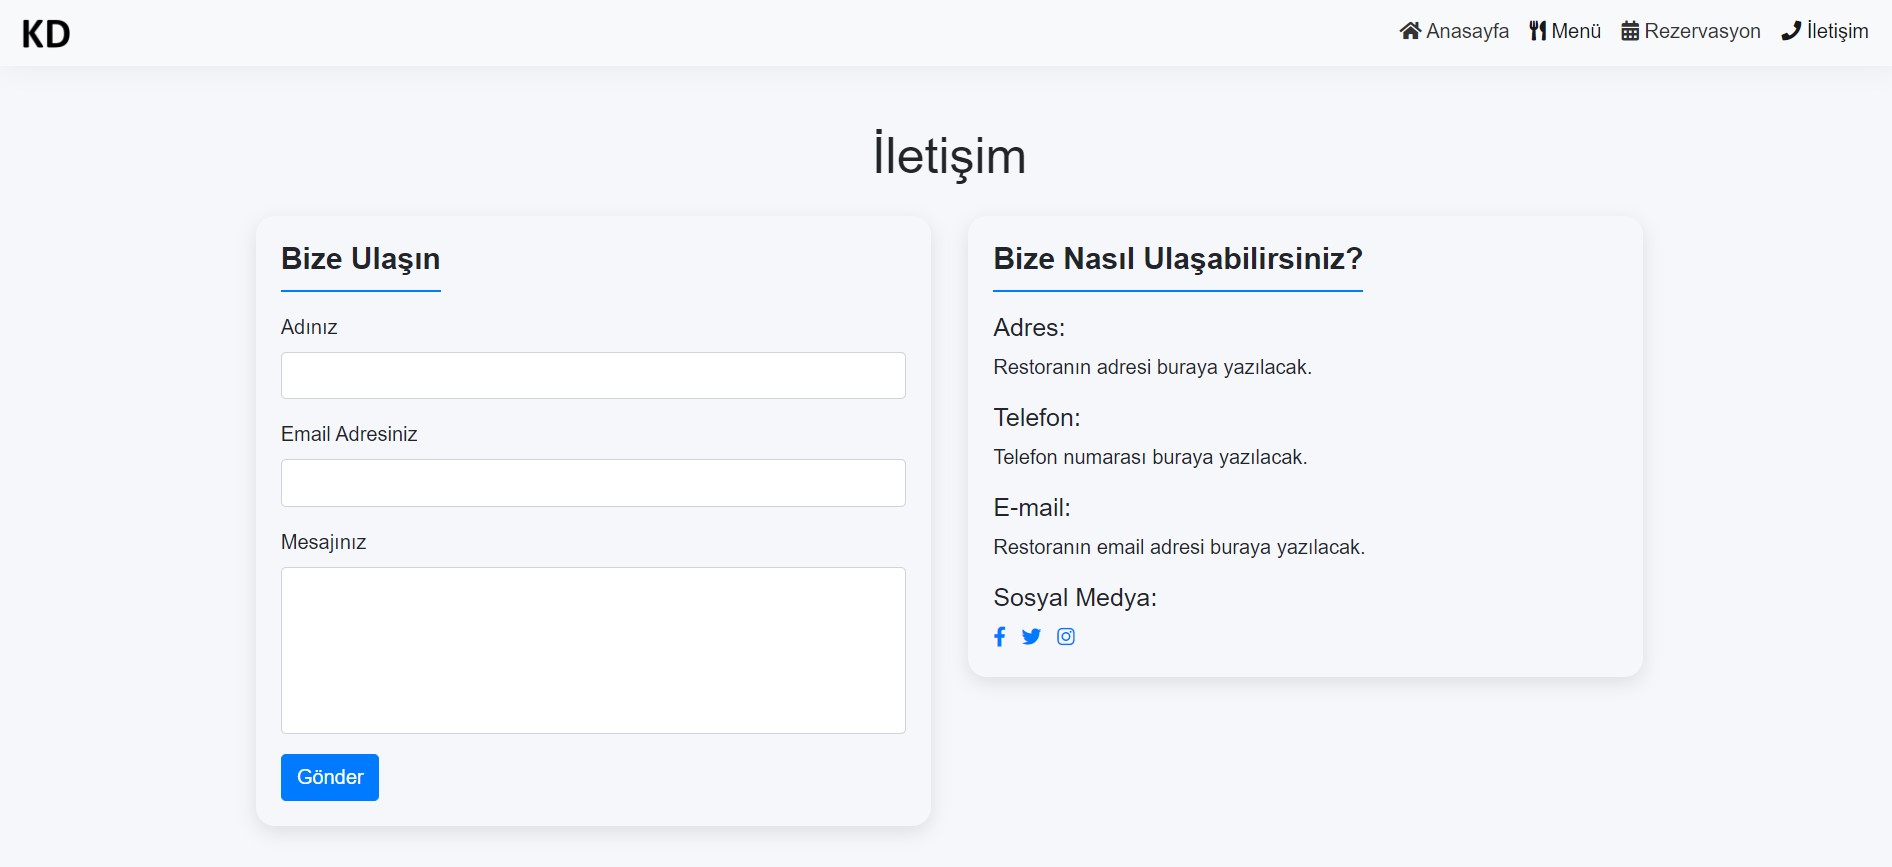 KD
Anasayfa Menü Rezervasyon İletişim
İletişim
Bize Ulaşın
Adınız
Email Adresiniz
Mesajınız
Gönder
Bize Nasıl Ulaşabilirsiniz?
Adres:
Restoranın adresi buraya yazılacak.
Telefon:
Telefon numarası buraya yazılacak.
E-mail:
Restoranın email adresi buraya yazılacak.
Sosyal Medya: